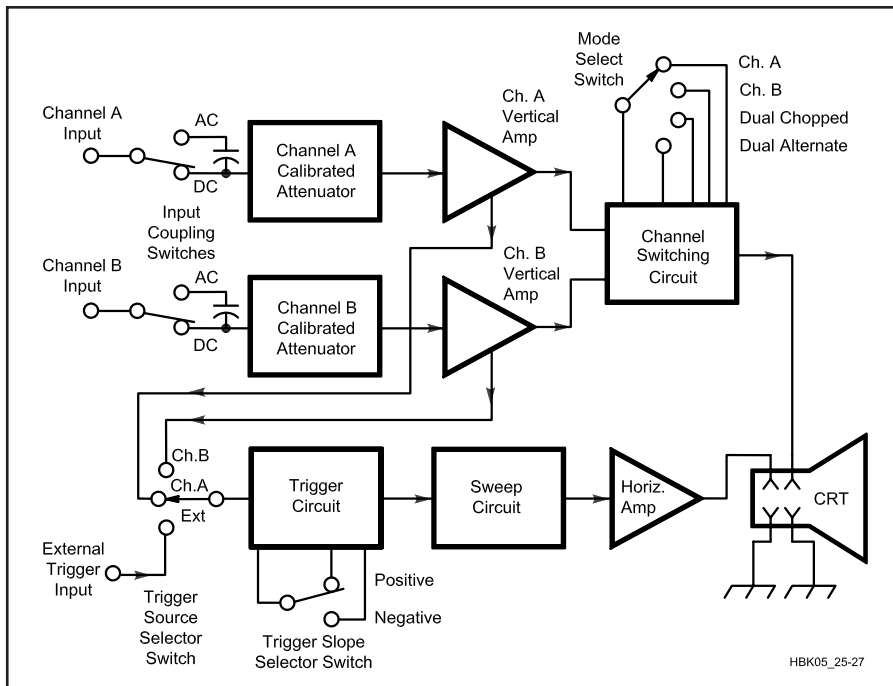 Mode
Select
Switch
Ch. A
Ch. B
Dual Chopped
Dual Alternate
Channel A
Input
AC
DC
Channel A
Calibrated
Attenuator
Ch. A
Vertical
Amp
Input
Coupling
Switches
Channel
Switching
Circuit
Channel B
Input
AC
DC
Channel B
Calibrated
Attenuator
Ch. B
Vertical
Amp
Ch.B
Ch.A
Ext
External
Trigger
Input
Trigger
Source
Selector
Switch
Trigger
Circuit
Positive
Negative
Trigger Slope
Selector Switch
Sweep
Circuit
Horiz.
Amp
CRT
HBK05_25-27